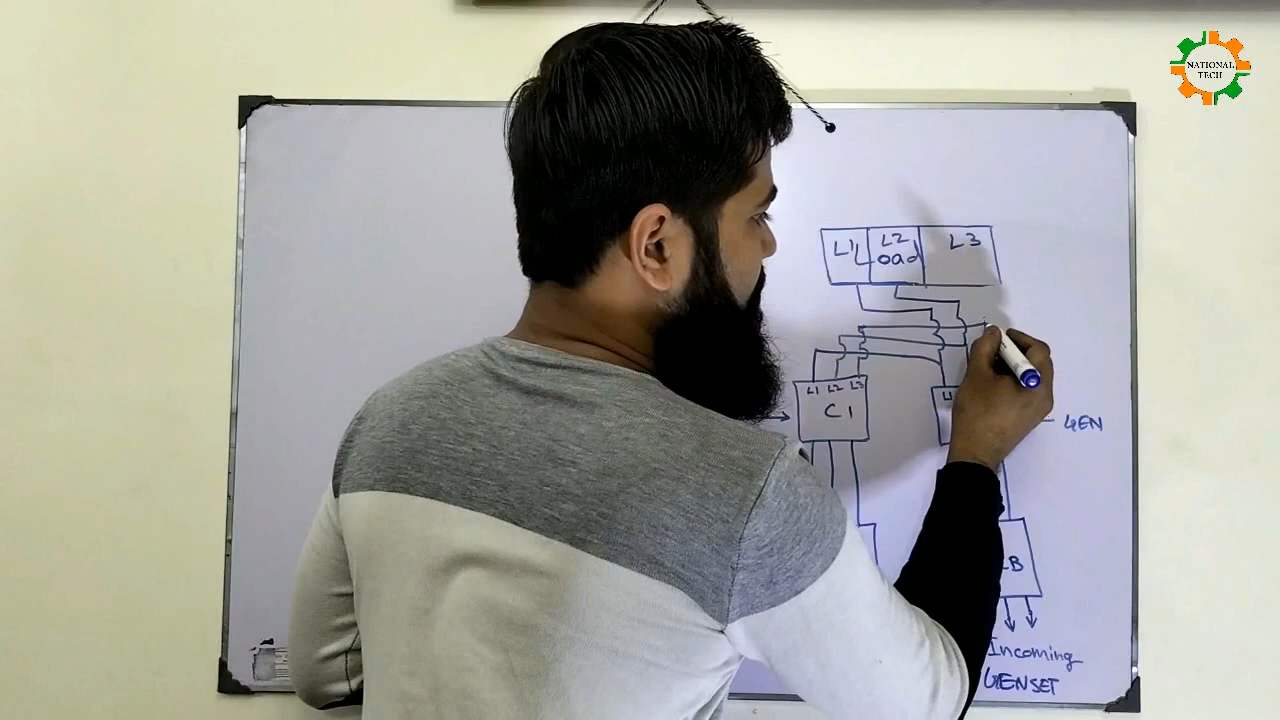 NATIONAL
TECH
L1 L2 L3
Load
L1 L2 L3
C1
GEN
Incoming
GENSET